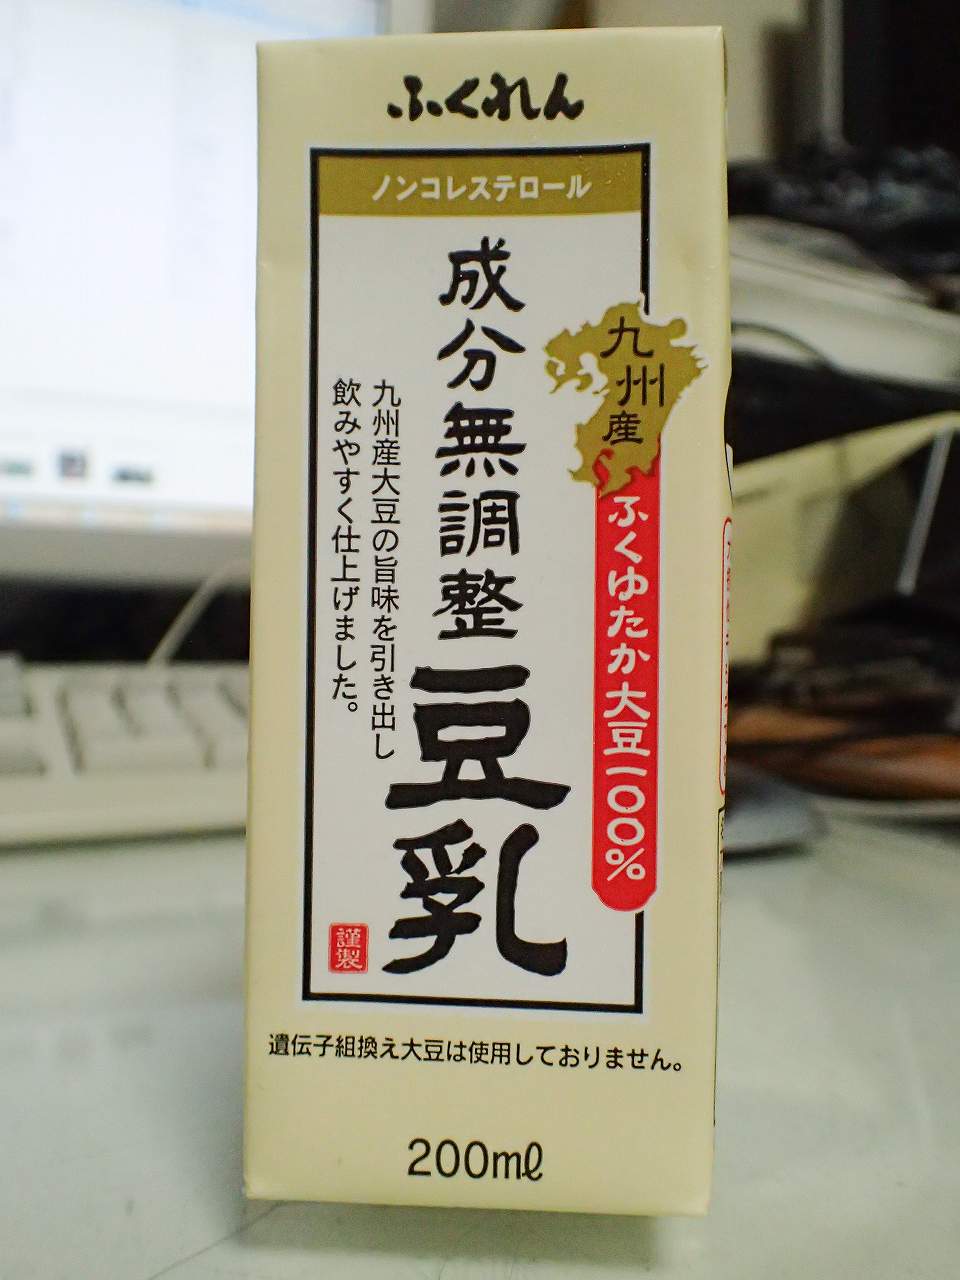 ふくれん
ノンコレステロール
成分無調整
豆乳
九州産
ふくゆたか大豆一〇〇%
九州産大豆の旨味を引き出し
飲みやすく仕上げました。
謹製
遺伝子組換え大豆は使用しておりません。
200ml